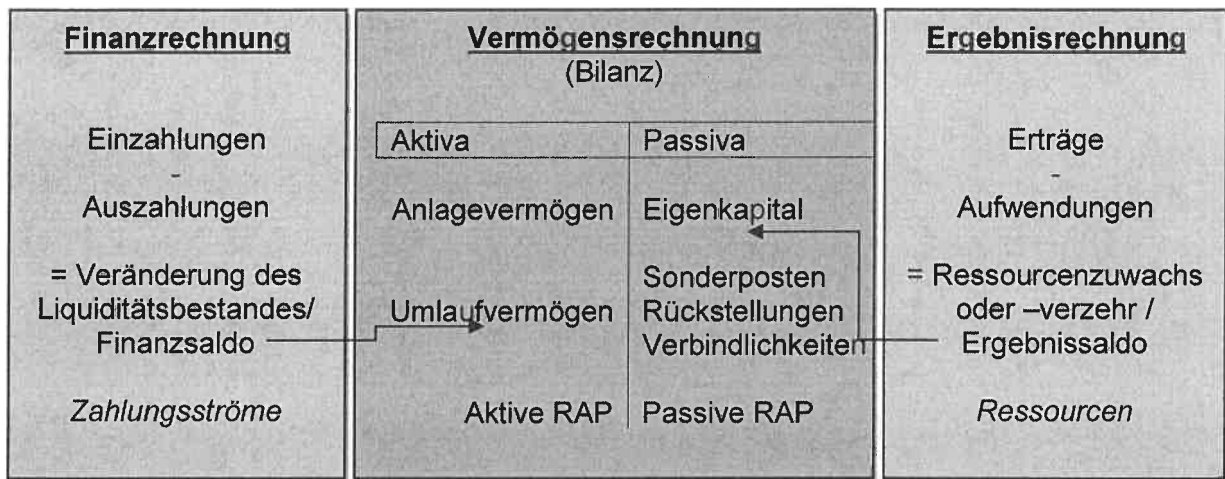 Finanzrechnung
Einzahlungen
-
Auszahlungen
= Veränderung des
Liquiditätsbestandes/
Finanzsaldo
Zahlungsströme
Vermögensrechnung
(Bilanz)
Aktiva
Passiva
Anlagevermögen
Eigenkapital
Umlaufvermögen
Sonderposten
Rückstellungen
Verbindlichkeiten
Aktive RAP
Passive RAP
Ergebnisrechnung
Erträge
-
Aufwendungen
= Ressourcenzuwachs
oder –verzehr /
Ergebnissaldo
Ressourcen